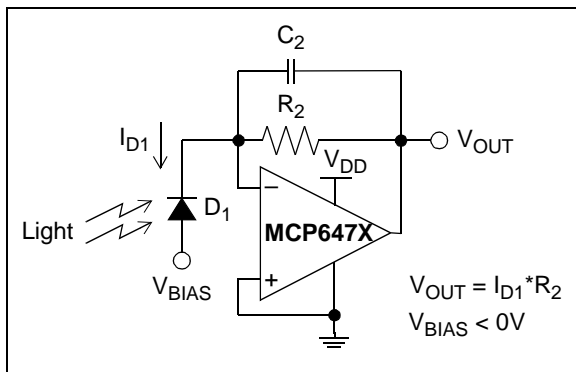 C2
R2
ID1
VDD
VOUT
−
D1
MCP647X
Light
+
VBIAS
VOUT = ID1*R2
VBIAS < 0V